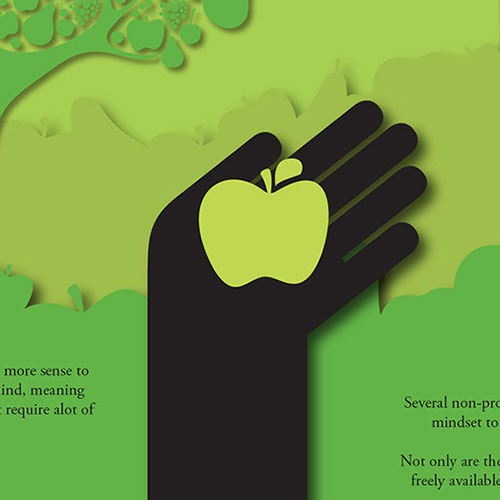 more sense to
ind, meaning
require alot of
Several non-pro
mindset to
Not only are the
freely available